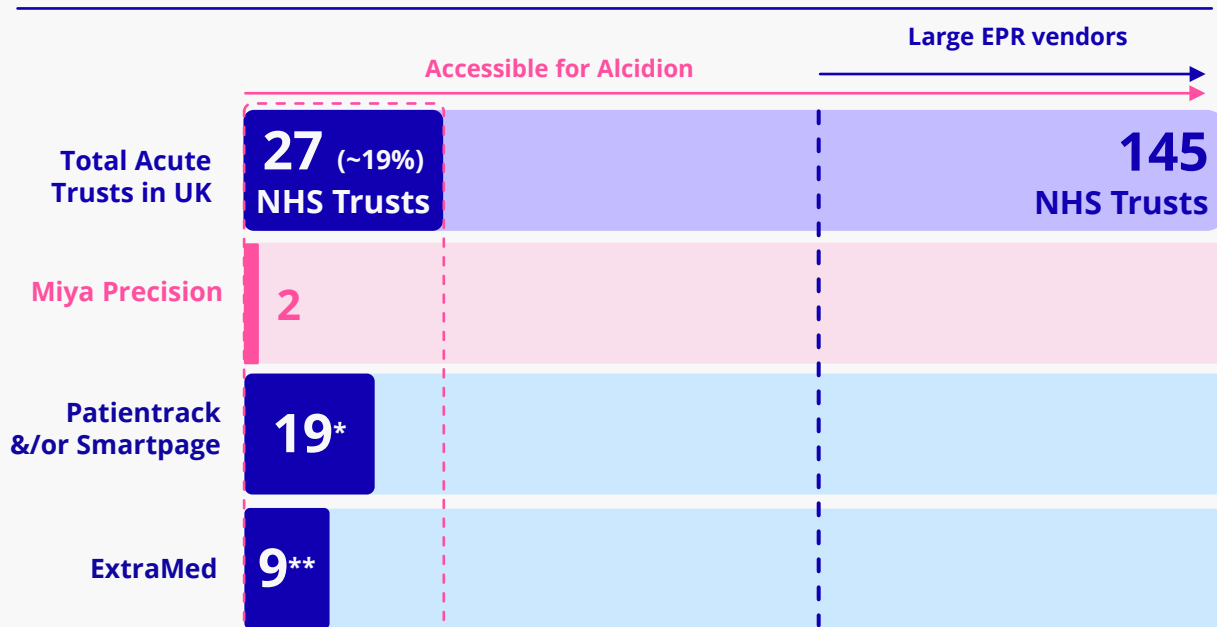 Large EPR vendors
Accessible for Alcidion
Total Acute
Trusts in UK
27 (~19%)
NHS Trusts
145
NHS Trusts
Miya Precision
2
Patientrack
&/or Smartpage
19*
ExtraMed
9**